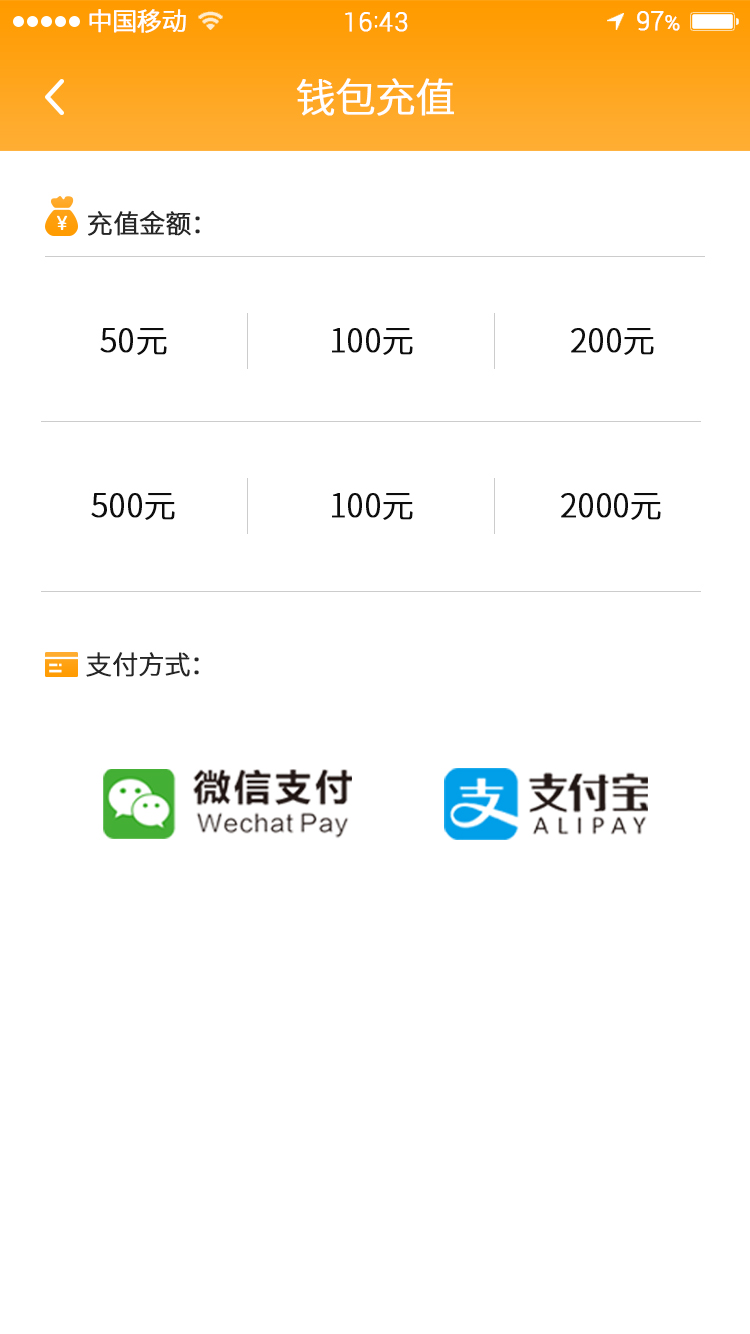 中国移动 16:43 97%
钱包充值
¥ 充值金额：
50元 100元 200元
500元 100元 2000元
支付方式：
微信支付 支 支付宝
Wechat Pay ALIPAY